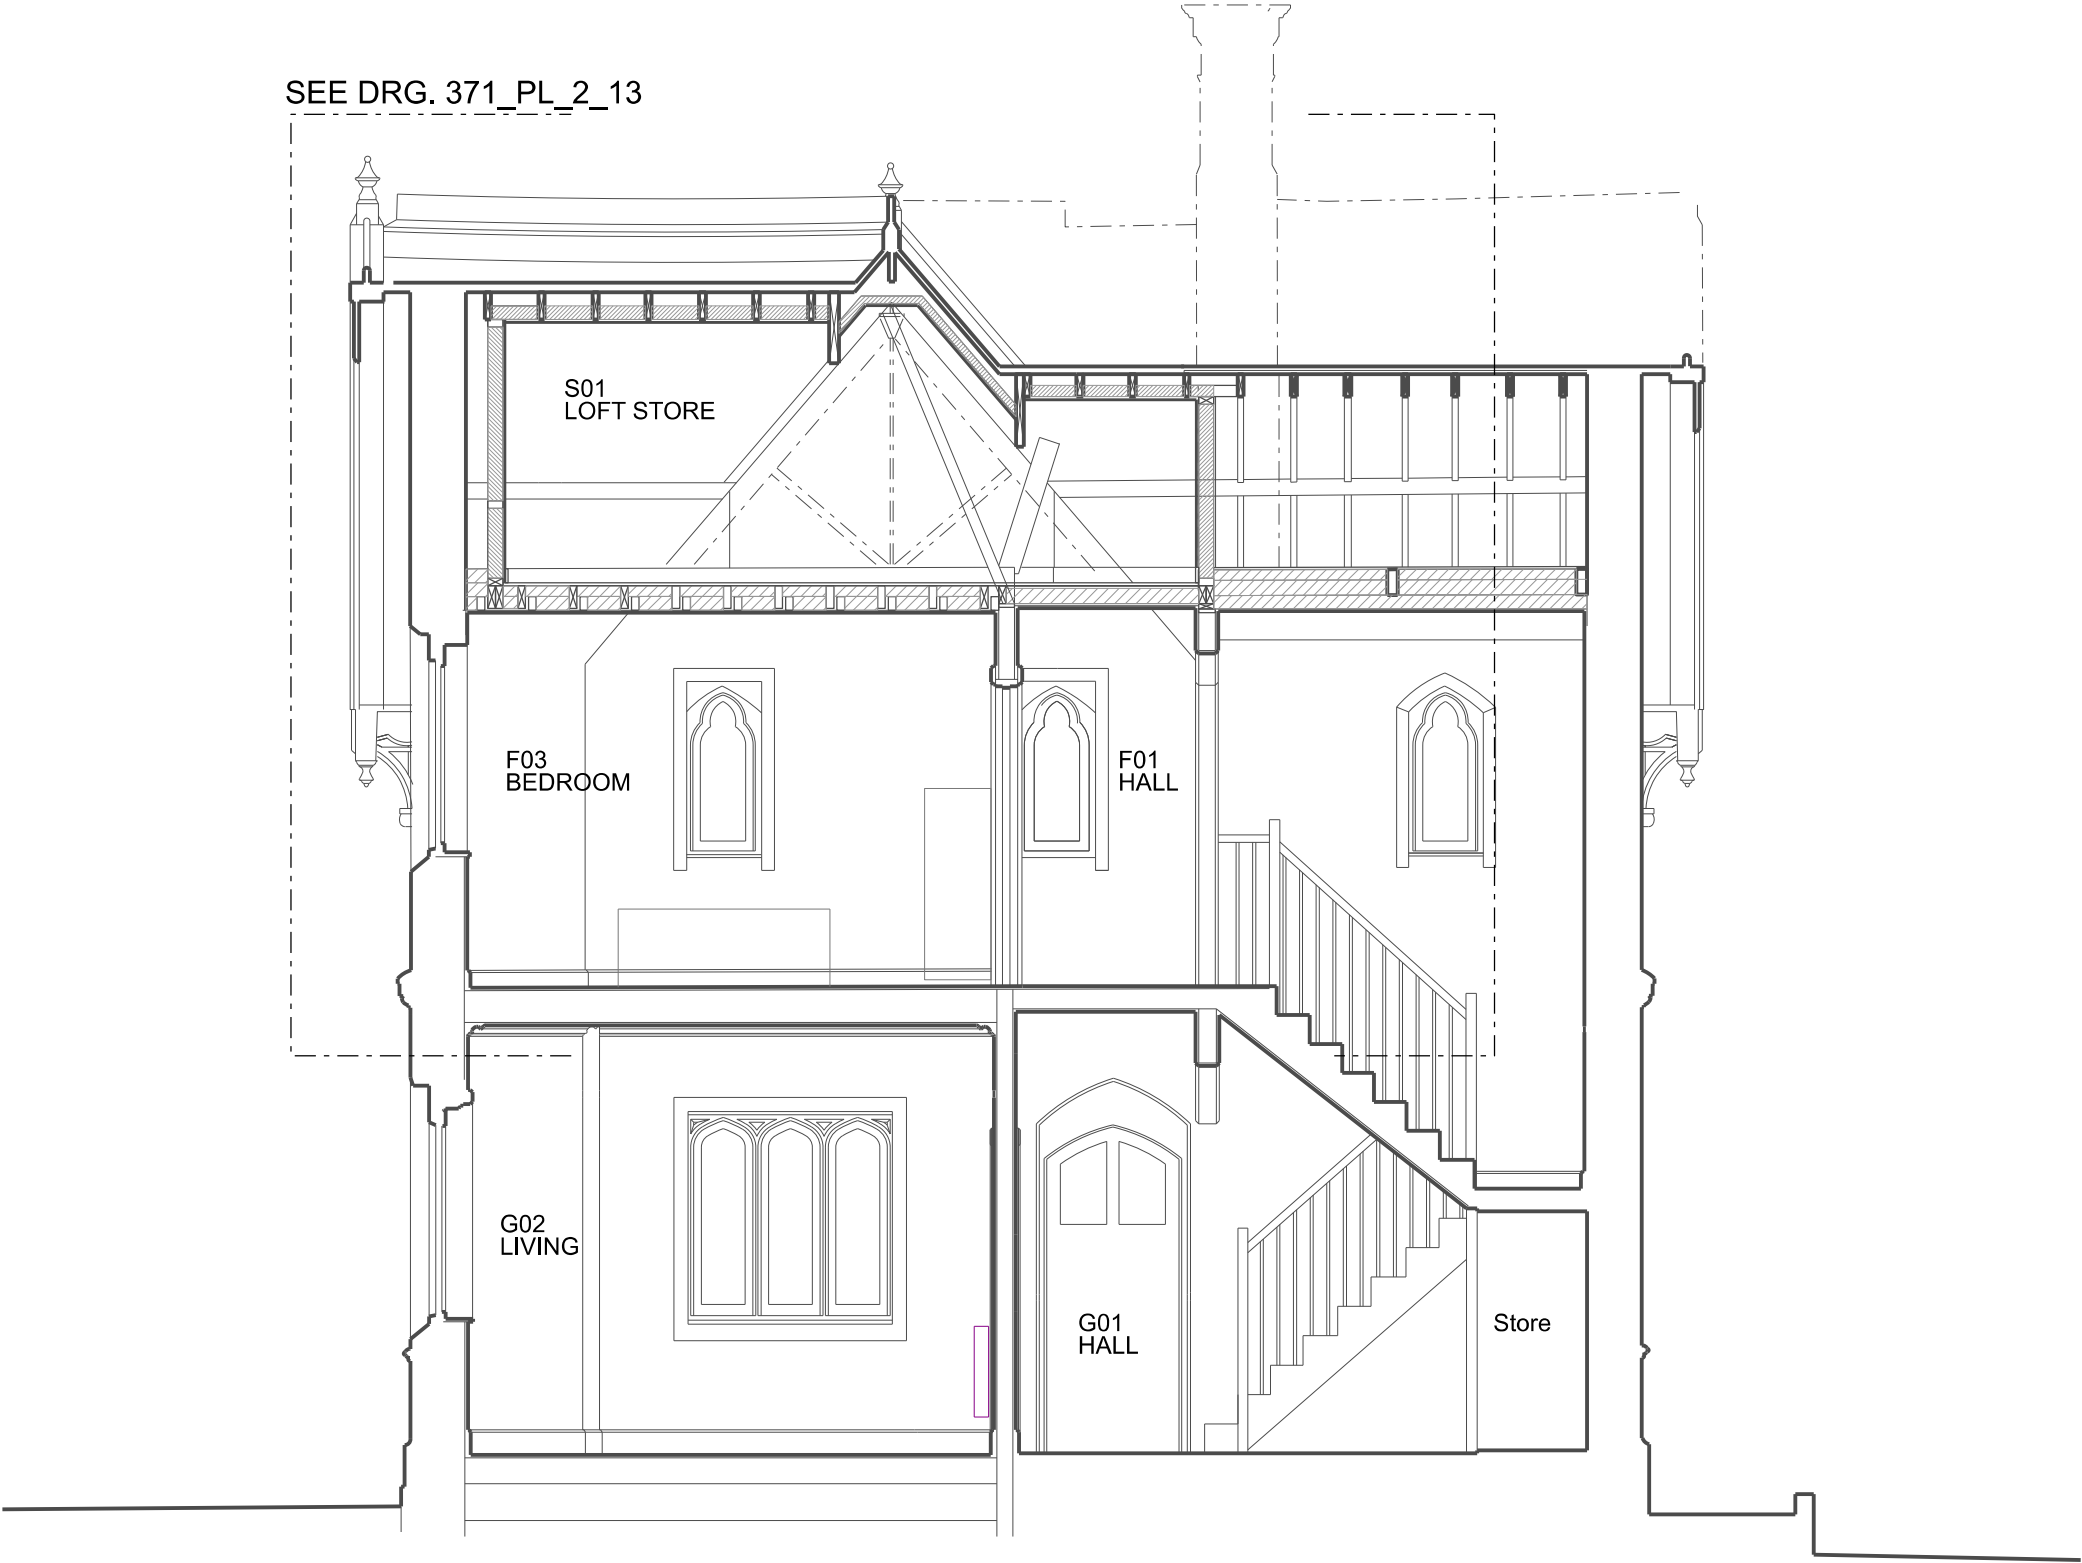 SEE DRG. 371_PL_2_13
S01
LOFT STORE
F03
BEDROOM
F01
HALL
G02
LIVING
G01
HALL
Store